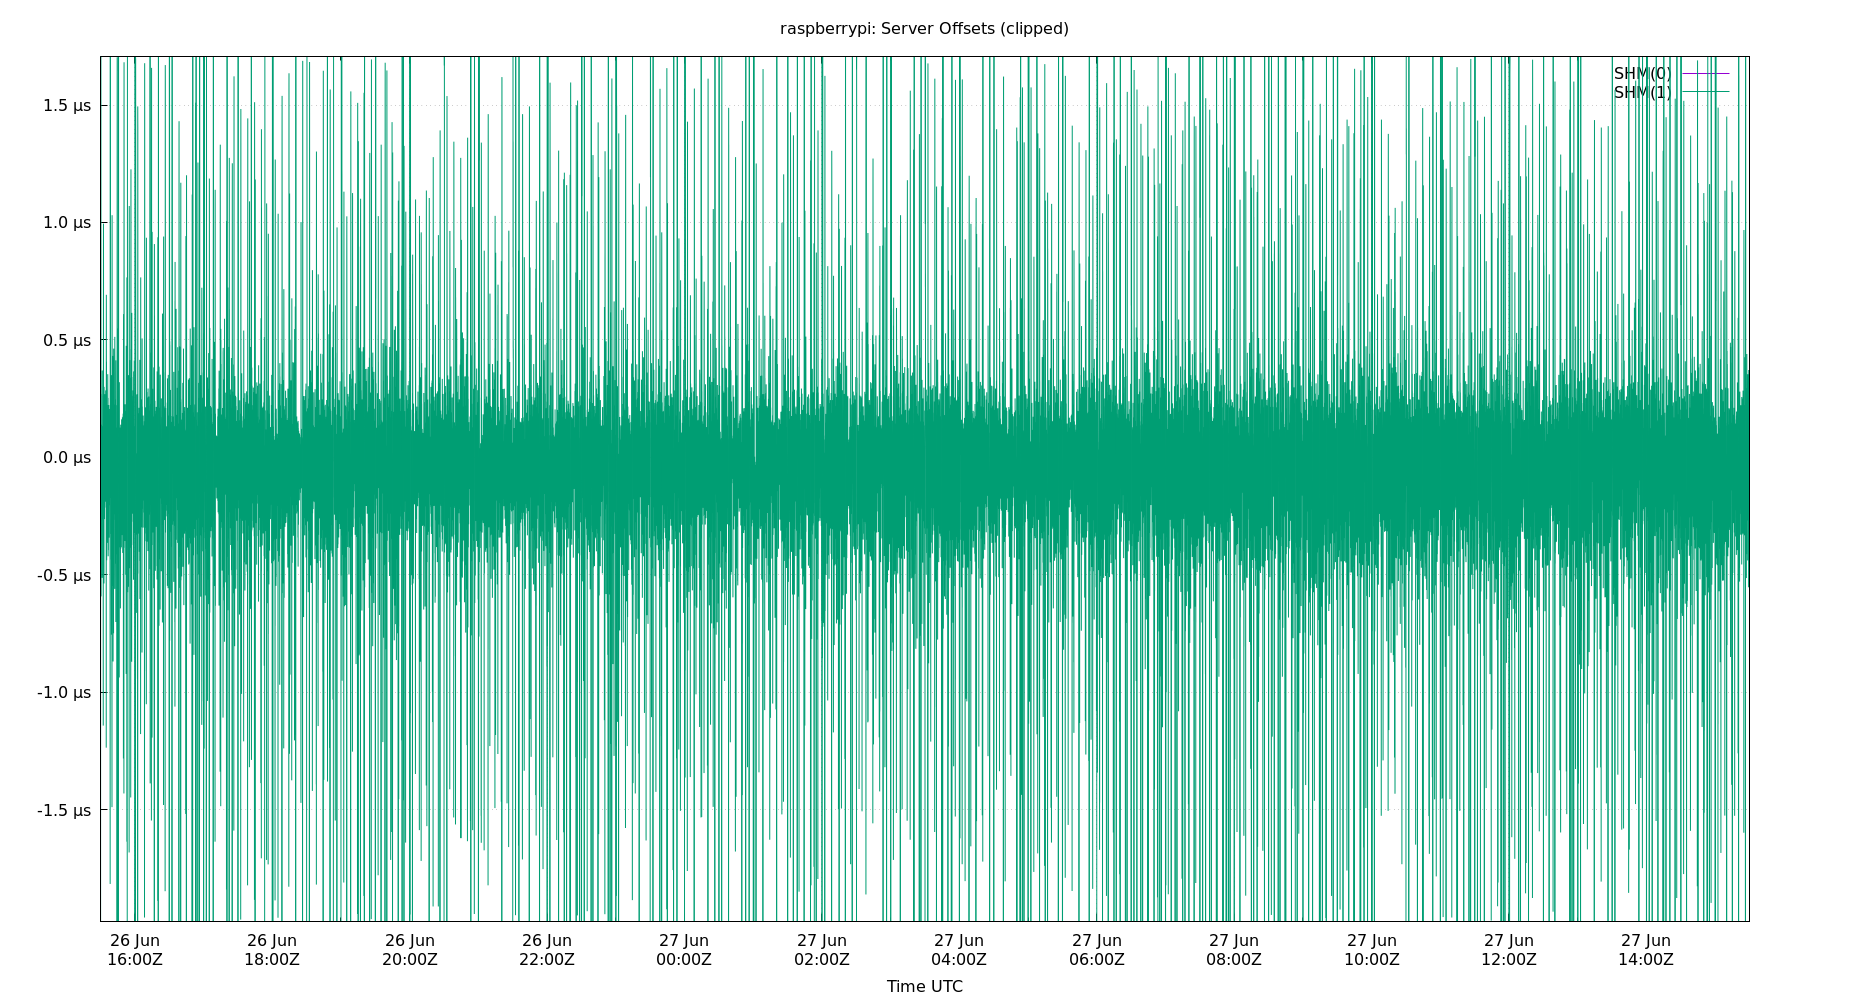 raspberrypi: Server Offsets (clipped)
SHM(0)
SHM(1)
1.5 µs
1.0 µs
0.5 µs
0.0 µs
-0.5 µs
-1.0 µs
-1.5 µs
26 Jun 26 Jun 26 Jun 26 Jun 27 Jun 27 Jun 27 Jun 27 Jun 27 Jun 27 Jun 27 Jun 27 Jun
16:00Z 18:00Z 20:00Z 22:00Z 00:00Z 02:00Z 04:00Z 06:00Z 08:00Z 10:00Z 12:00Z 14:00Z
Time UTC